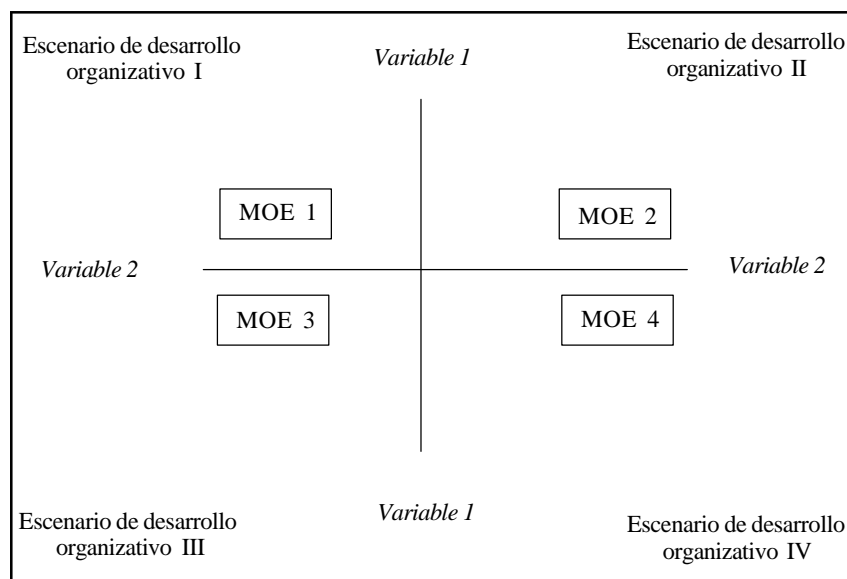 Escenario de desarrollo
organizativo I
Variable 1
Escenario de desarrollo
organizativo II
MOE 1
MOE 2
Variable 2
Variable 2
MOE 3
MOE 4
Escenario de desarrollo
organizativo III
Variable 1
Escenario de desarrollo
organizativo IV